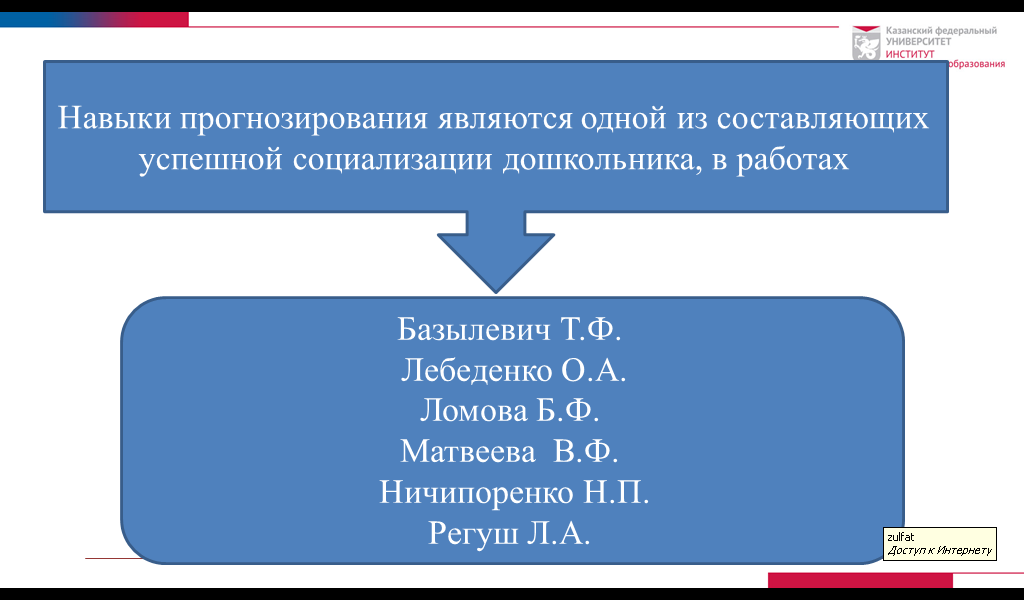 Казанский федеральный
УНИВЕРСИТЕТ
ИНСТИТУТ
образования
Навыки прогнозирования являются одной из составляющих
успешной социализации дошкольника, в работах
Базылевич Т.Ф.
Лебеденко О.А.
Ломова Б.Ф.
Матвеева В.Ф.
Ничипоренко Н.П.
Регуш Л.А.
zulfat
Доступ к Интернету